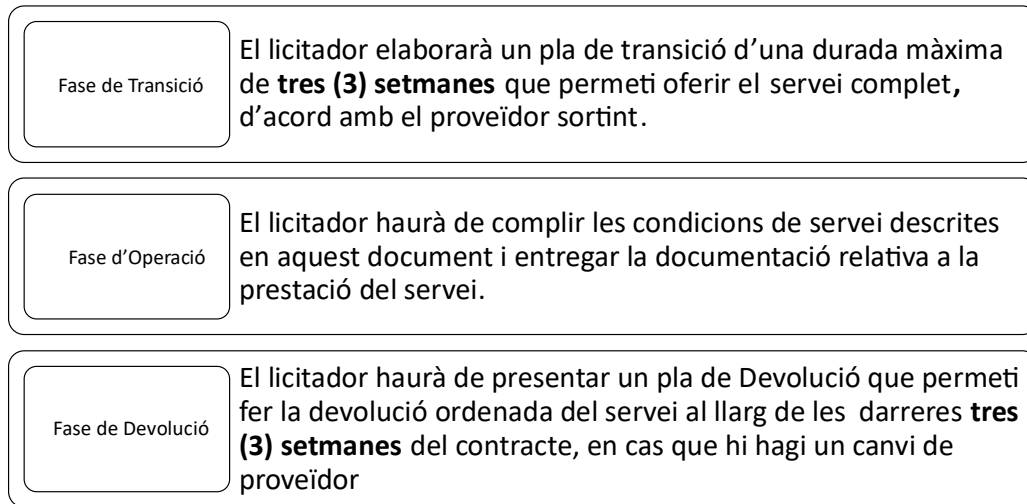 Fase de Transició
El licitador elaborarà un pla de transició d’una durada màxima
de tres (3) setmanes que permeti oferir el servei complet,
d’acord amb el proveïdor sortint.
Fase d’Operació
El licitador haurà de complir les condicions de servei descrites
en aquest document i entregar la documentació relativa a la
prestació del servei.
Fase de Devolució
El licitador haurà de presentar un pla de Devolució que permeti
fer la devolució ordenada del servei al llarg de les darreres tres
(3) setmanes del contracte, en cas que hi hagi un canvi de
proveïdor